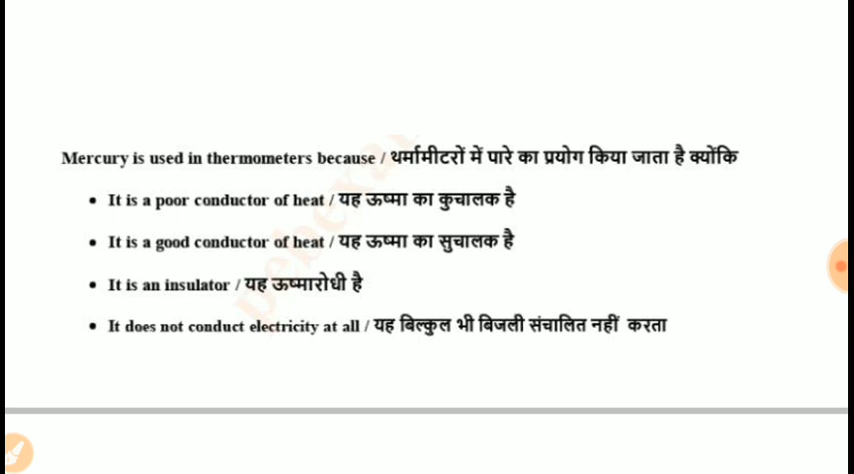 Mercury is used in thermometers because / थर्मामीटरों में पारे का प्रयोग किया जाता है क्योंकि
• It is a poor conductor of heat / यह ऊष्मा का कुचालक है
• It is a good conductor of heat / यह ऊष्मा का सुचालक है
• It is an insulator / यह ऊष्मारोधी है
• It does not conduct electricity at all / यह बिल्कुल भी बिजली संचालित नहीं करता